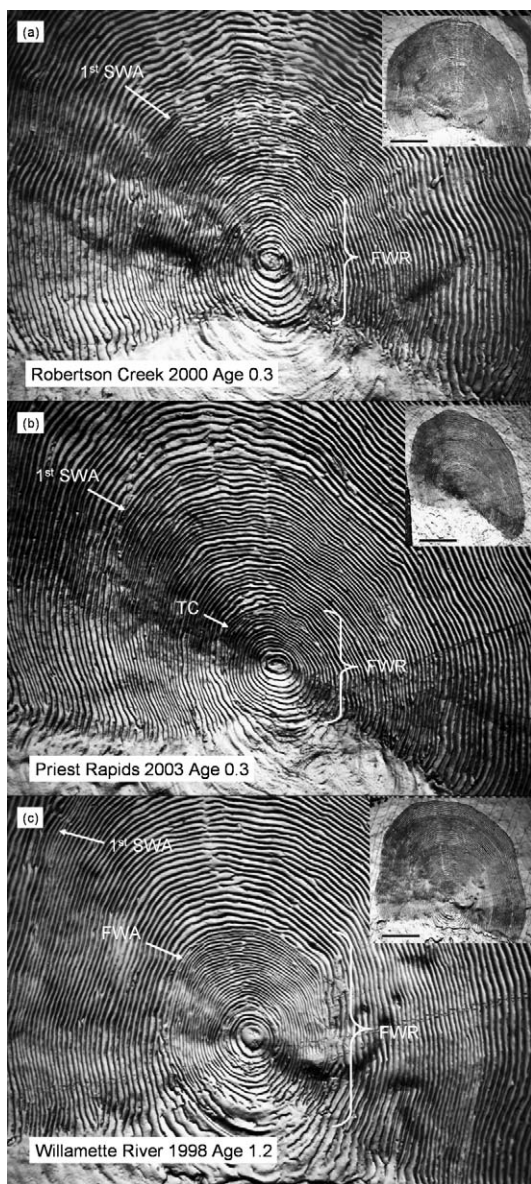 (a)
1st SWA
FWR
Robertson Creek 2000 Age 0.3
(b)
1st SWA
TC
FWR
Priest Rapids 2003 Age 0.3
(c)
1st SWA
FWA
FWR
Willamette River 1998 Age 1.2